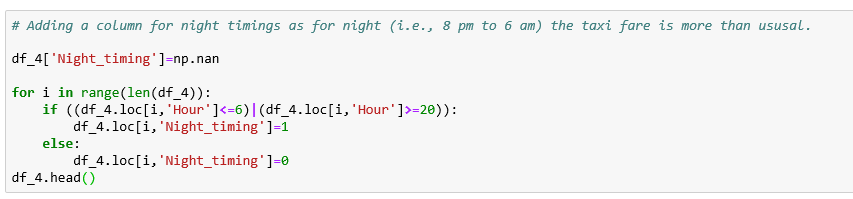 # Adding a column for night timings as for night (i.e., 8 pm to 6 am) the taxi fare is more than ususal.
df_4['Night_timing']=np.nan
for i in range(len(df_4)):
    if ((df_4.loc[i,'Hour']<=6)|(df_4.loc[i,'Hour']>=20)):
        df_4.loc[i,'Night_timing']=1
    else:
        df_4.loc[i,'Night_timing']=0
df_4.head()